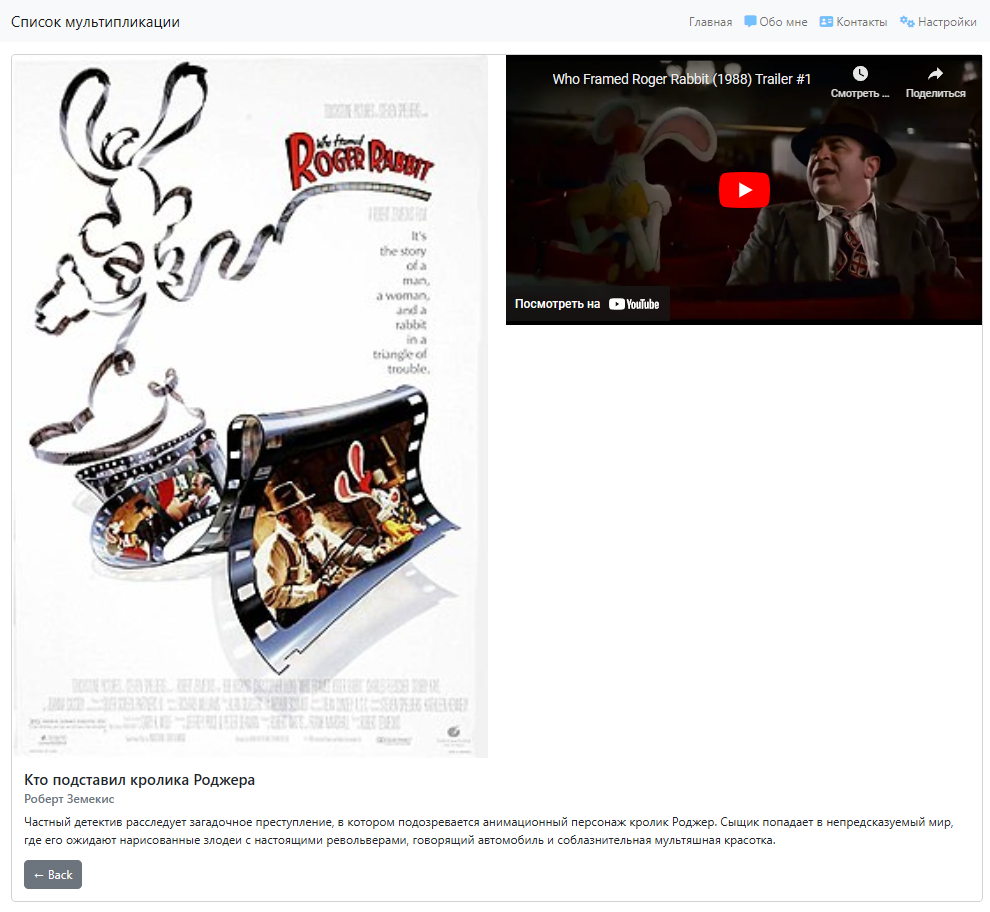 Список мультипликации
Главная
Обо мне
Контакты
Настройки
Who Framed
ROGER RABBIT
It's
the story
of a
man,
a woman,
and a
rabbit
in a
triangle of
trouble.
Who Framed Roger Rabbit (1988) Trailer #1
Смотреть ...
Поделиться
Посмотреть на YouTube
Кто подставил кролика Роджера
Роберт Земекис
Частный детектив расследует загадочное преступление, в котором подозревается анимационный персонаж кролик Роджер. Сыщик попадает в непредсказуемый мир,
где его ожидают нарисованные злодеи с настоящими револьверами, говорящий автомобиль и соблазнительная мультяшная красотка.
← Back